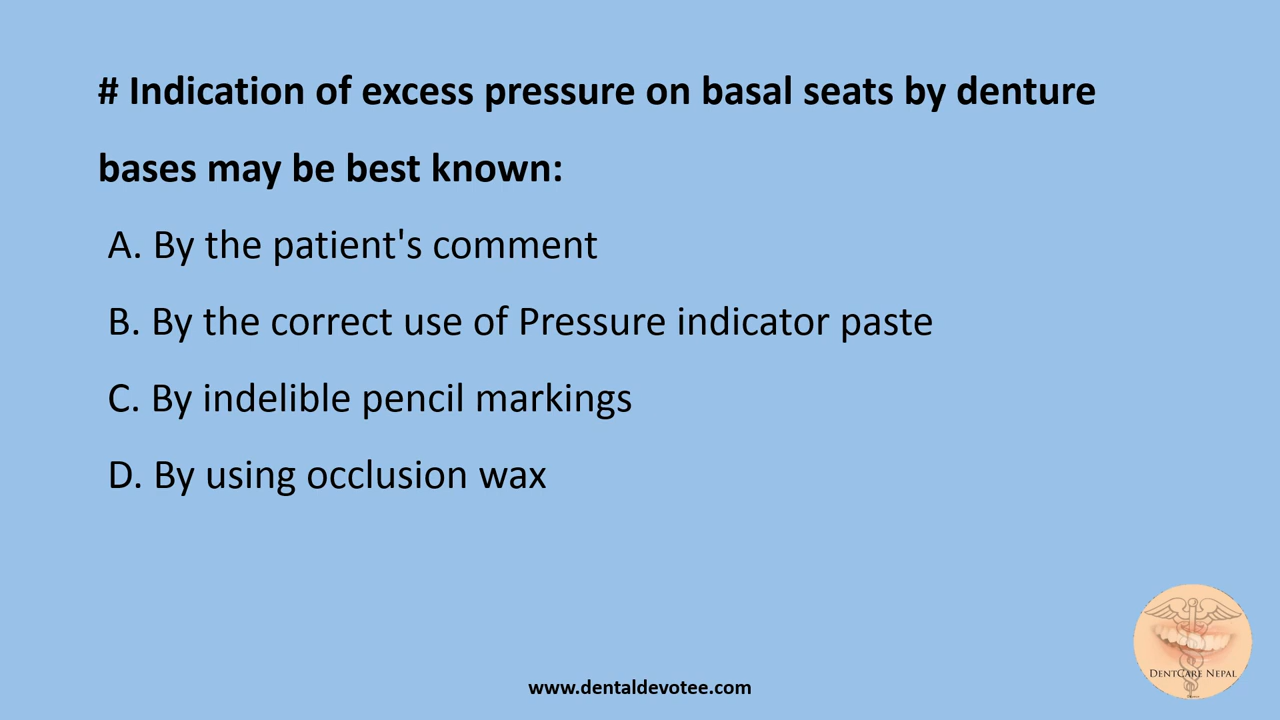 # Indication of excess pressure on basal seats by denture
bases may be best known:
A. By the patient's comment
B. By the correct use of Pressure indicator paste
C. By indelible pencil markings
D. By using occlusion wax
DentCare Nepal
www.dentaldevotee.com